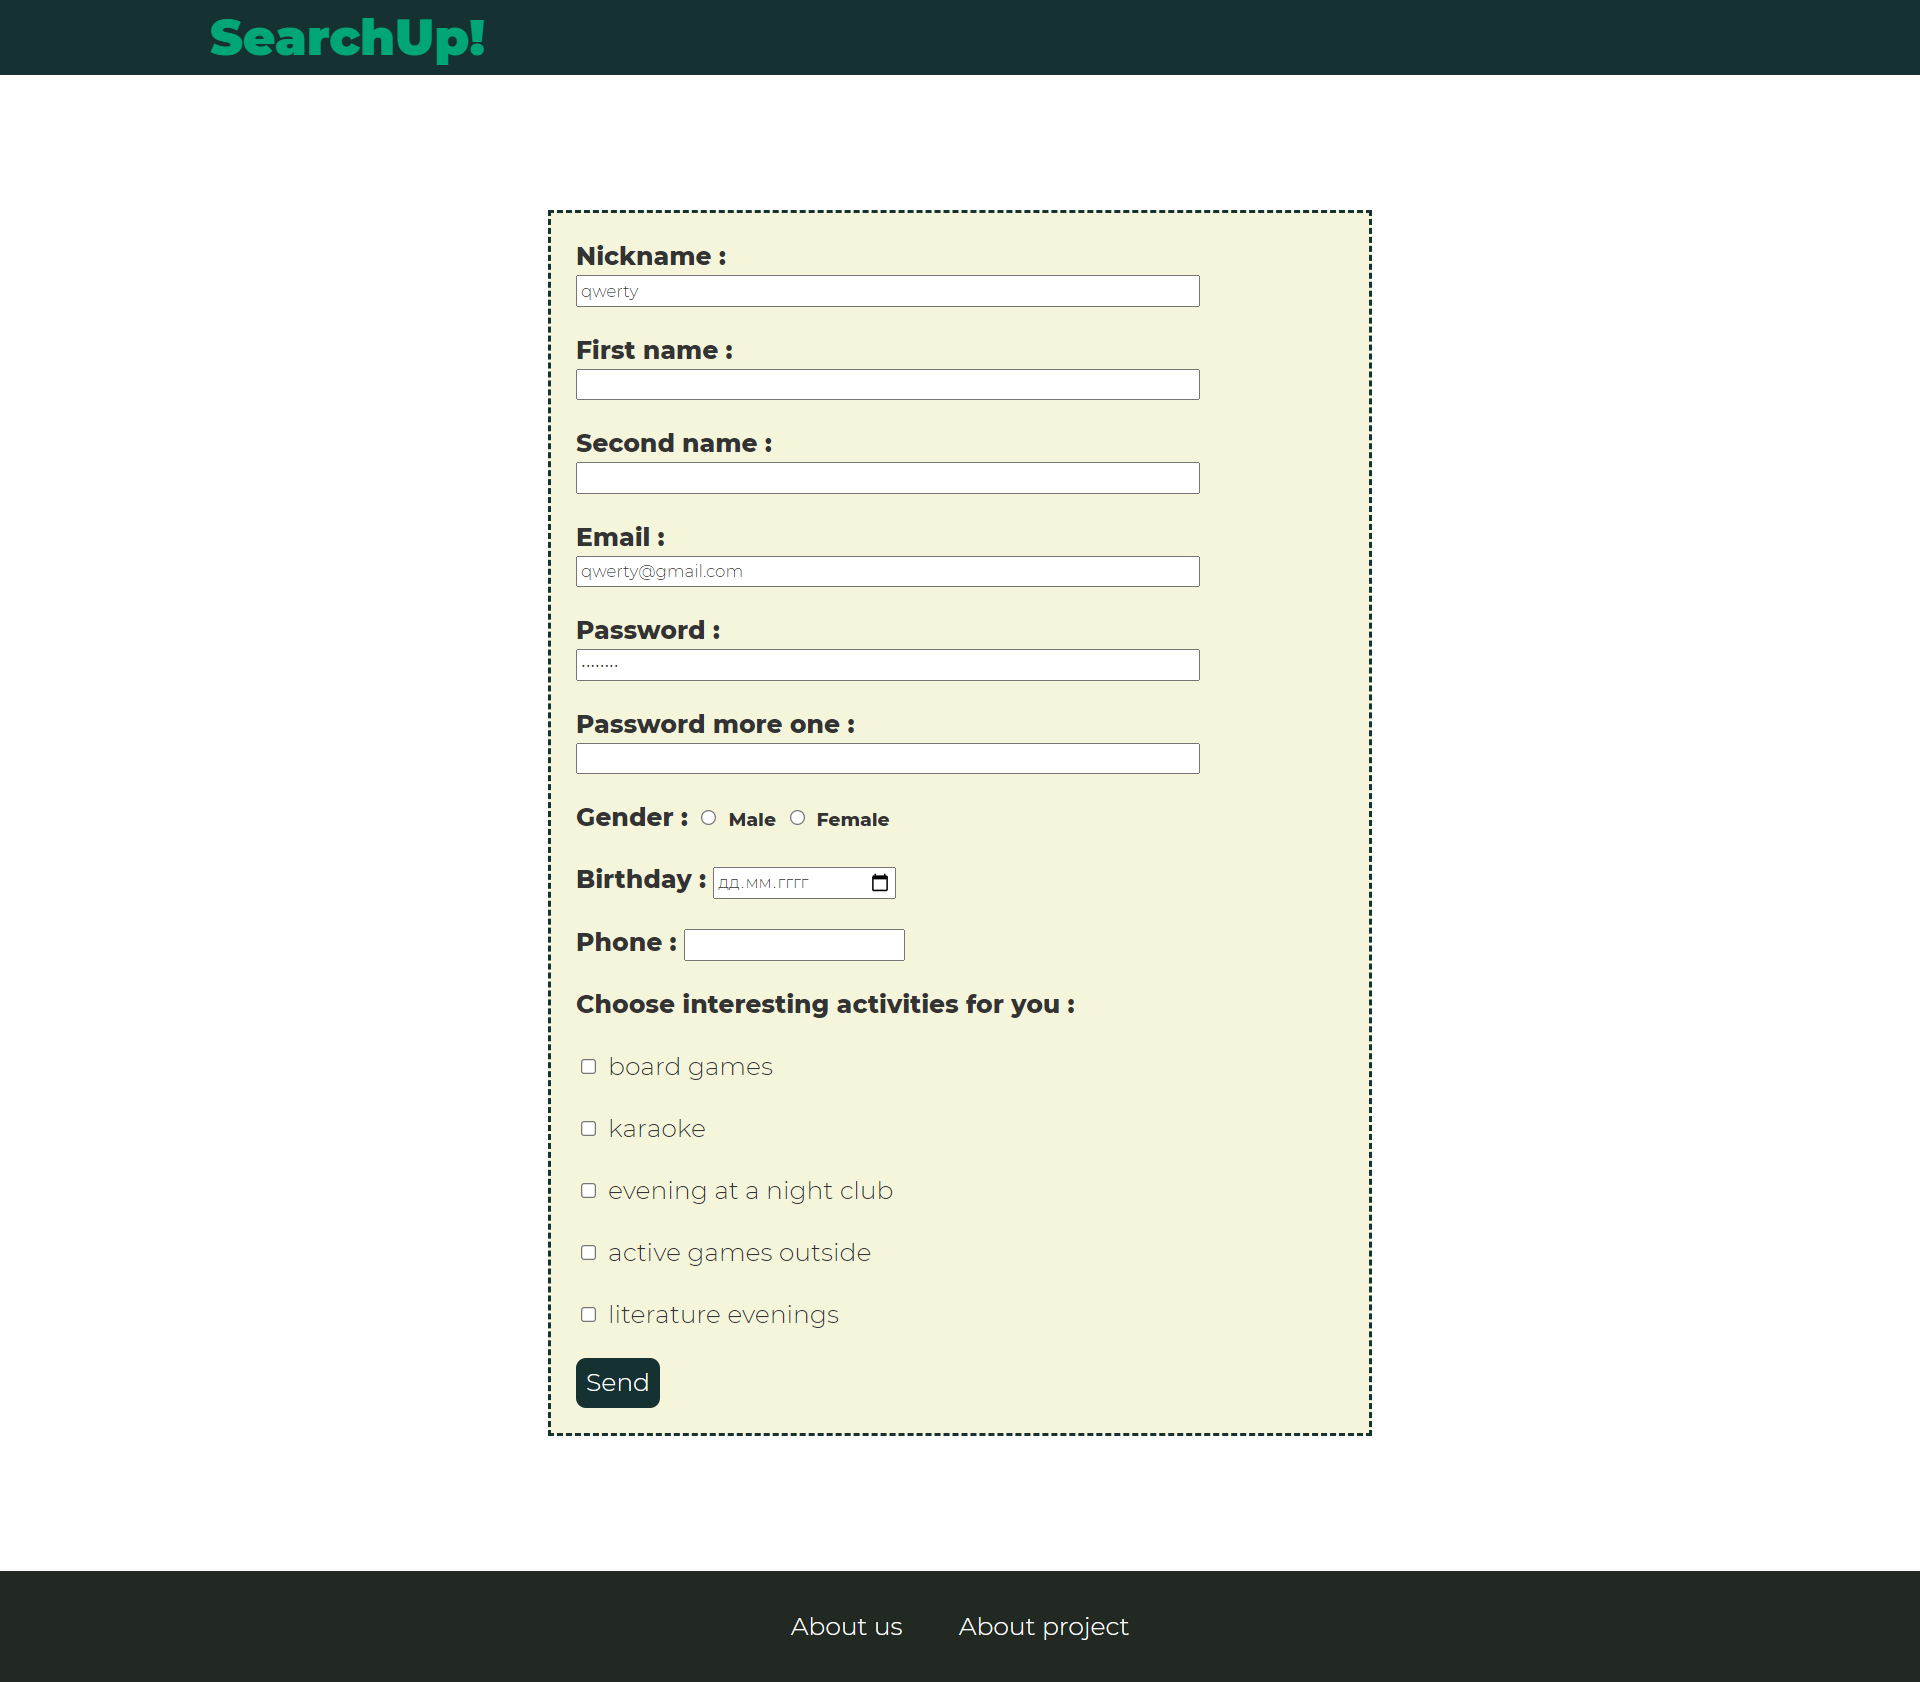 SearchUp!
Nickname :
qwerty
First name :
Second name :
Email :
qwerty@gmail.com
Password :
········
Password more one :
Gender : Male Female
Birthday : дд.мм.гггг
Phone :
Choose interesting activities for you :
board games
karaoke
evening at a night club
active games outside
literature evenings
Send
About us About project